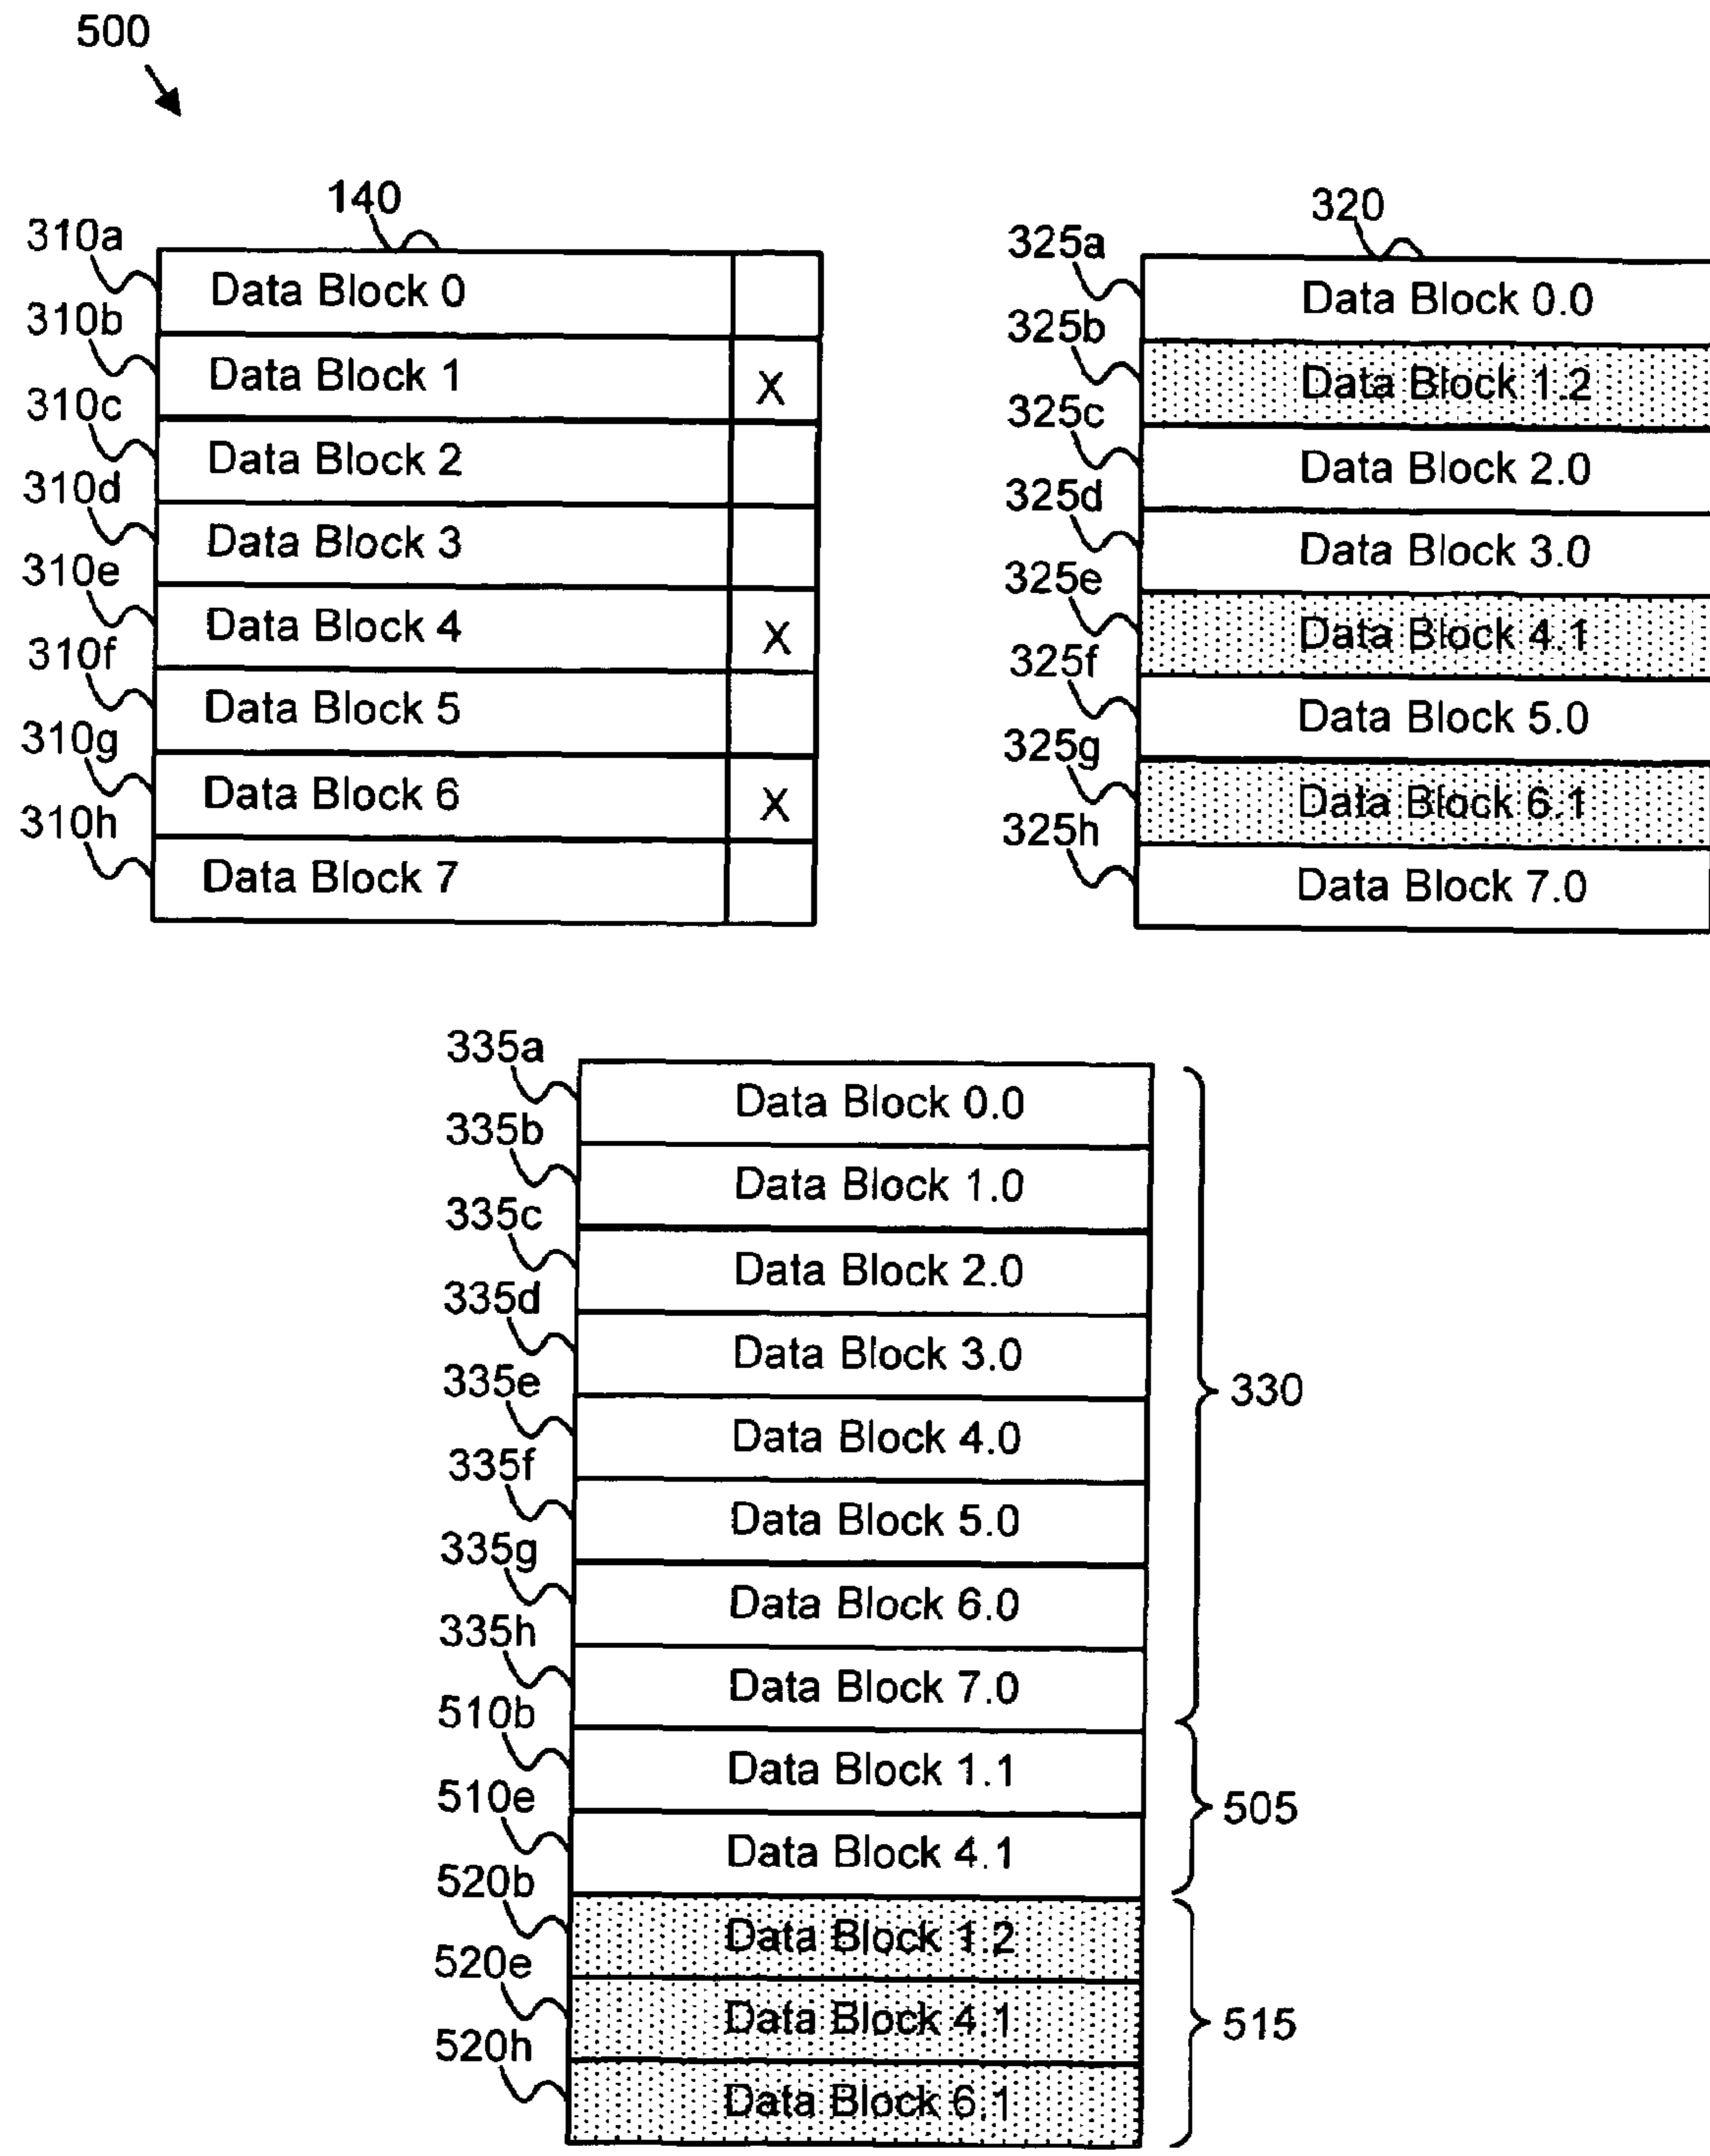 500
140
310a
Data Block 0
310b
Data Block 1 X
310c
Data Block 2
310d
Data Block 3
310e
Data Block 4 X
310f
Data Block 5
310g
Data Block 6 X
310h
Data Block 7
320
325a
Data Block 0.0
325b
Data Block 1.2
325c
Data Block 2.0
325d
Data Block 3.0
325e
Data Block 4.1
325f
Data Block 5.0
325g
Data Block 6.1
325h
Data Block 7.0
335a
Data Block 0.0
335b
Data Block 1.0
335c
Data Block 2.0
335d
Data Block 3.0
335e
330
Data Block 4.0
335f
Data Block 5.0
335g
Data Block 6.0
335h
Data Block 7.0
510b
Data Block 1.1
510e
505
Data Block 4.1
520b
Data Block 1.2
520e
Data Block 4.1
515
520h
Data Block 6.1